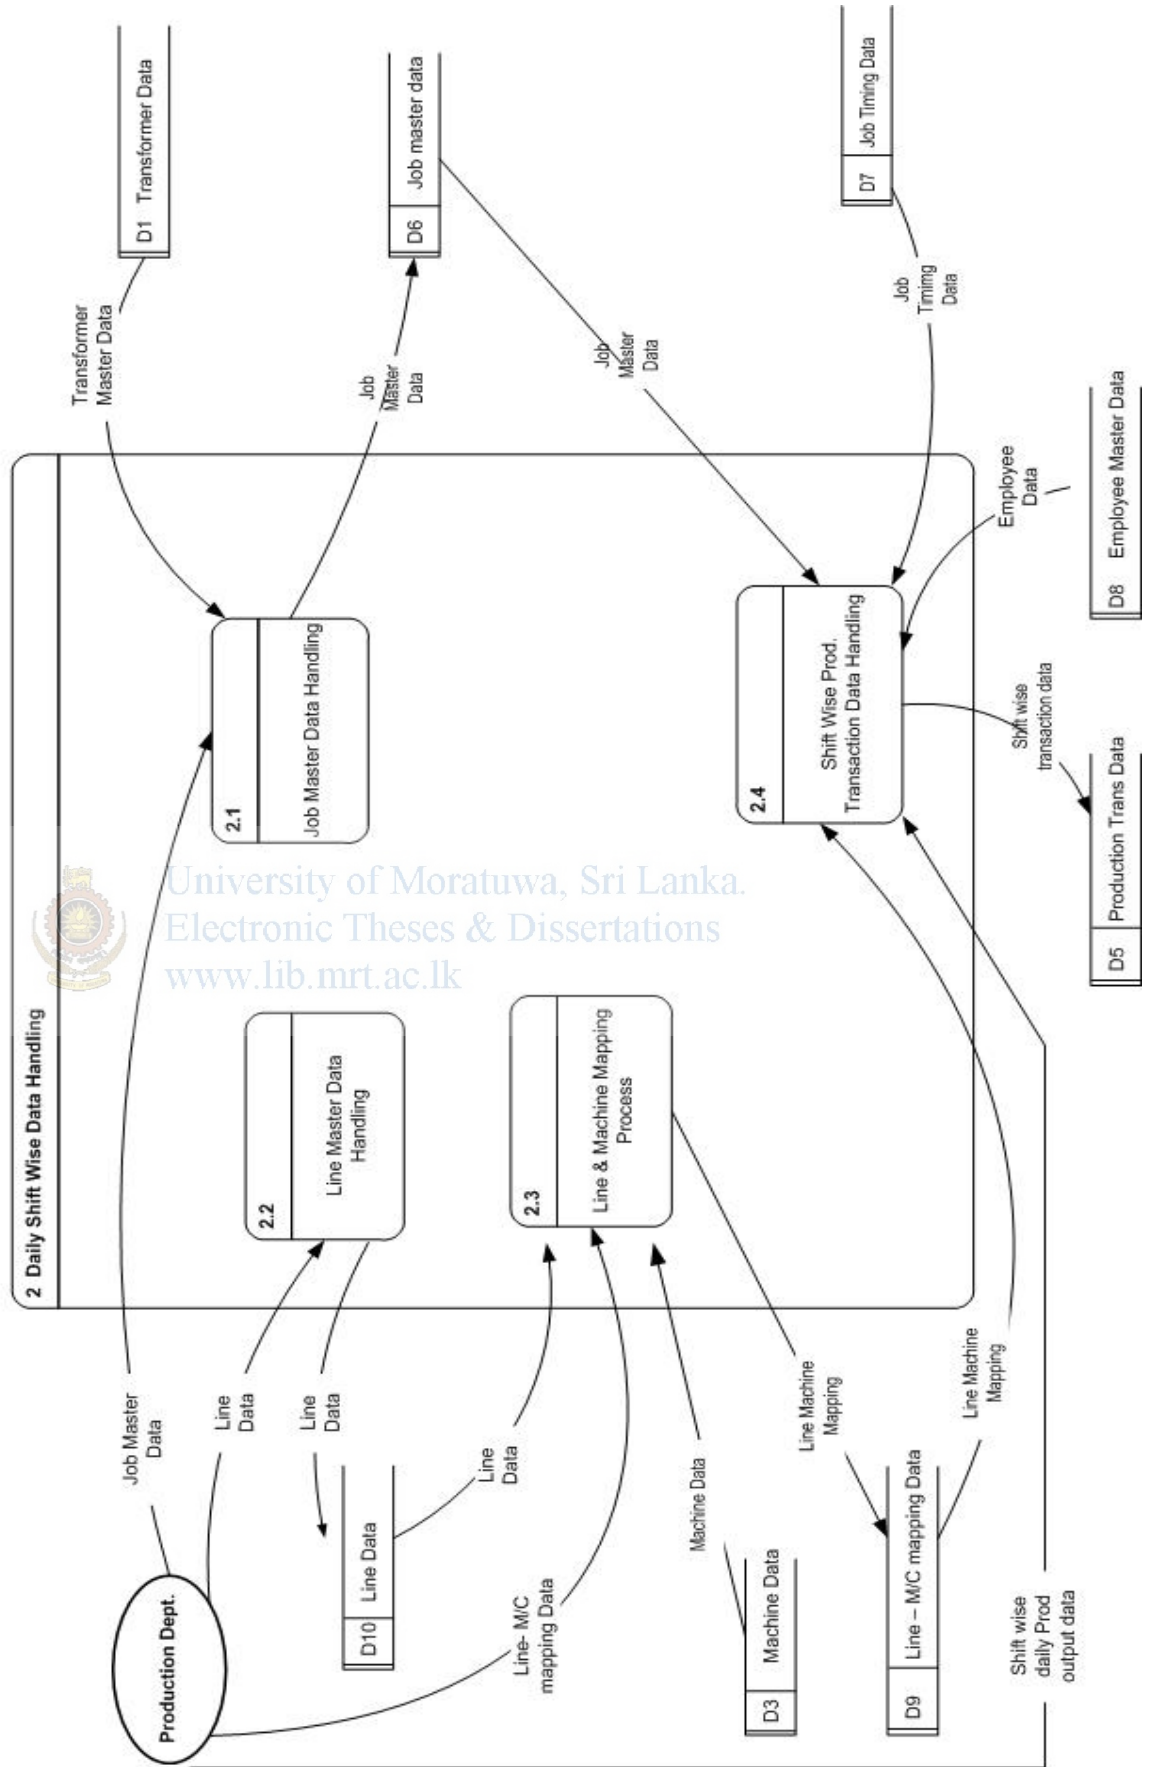 2 Daily Shift Wise Data Handling
Production Dept.
Job Master
Data
Line
Data
Line
Data
D10
Line Data
Line
Data
Line- M/C
mapping Data
Machine Data
D3
Machine Data
Line Machine
Mapping
D9
Line – M/C mapping Data
Line Machine
Mapping
Shift wise
daily Prod
output data
2.2
Line Master Data
Handling
2.3
Line & Machine Mapping
Process
2.1
Job Master Data Handling
2.4
Shift Wise Prod.
Transaction Data Handling
Transformer
Master Data
D1 Transformer Data
Job
Master
Data
D6
Job master data
Job
Master
Data
D7
Job Timing Data
Job
Timimg
Data
Employee
Data
D8 Employee Master Data
Shift wise
transaction data
D5
Production Trans Data
University of Moratuwa, Sri Lanka.
Electronic Theses & Dissertations
www.lib.mrt.ac.lk